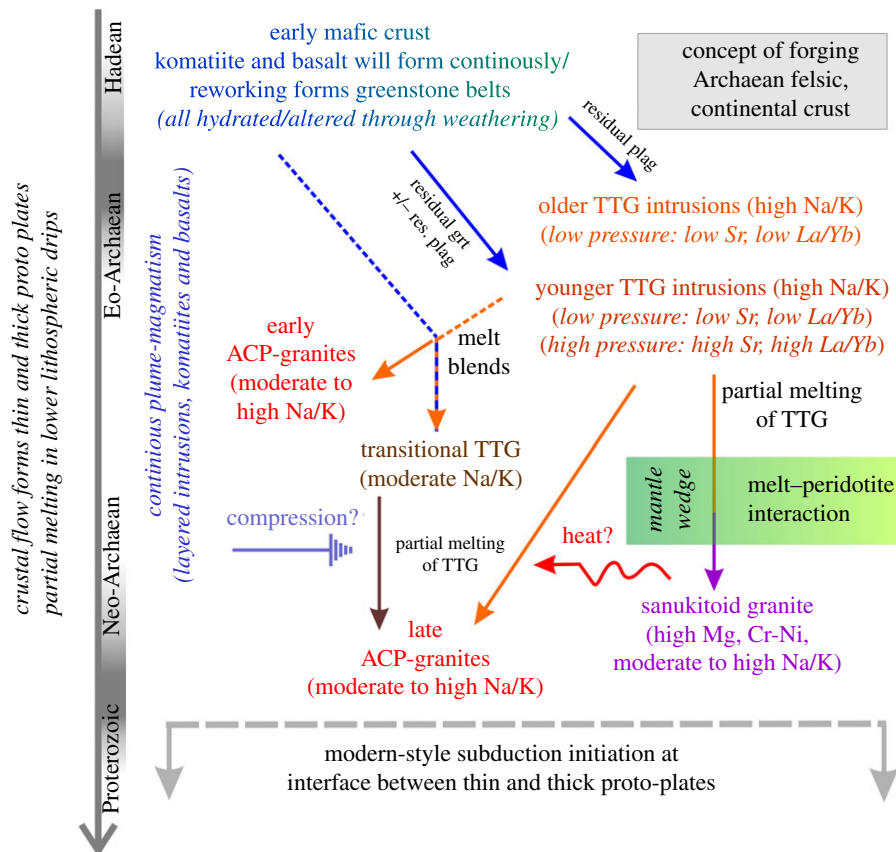 Hadean
Eo-Archaean
Neo-Archaean
Proterozoic
crustal flow forms thin and thick proto plates
partial melting in lower lithospheric drips
early mafic crust
komatiite and basalt will form continously/
reworking forms greenstone belts
(all hydrated/altered through weathering)
concept of forging
Archaean felsic,
continental crust
residual plag
residual grt
+/– res. plag
older TTG intrusions (high Na/K)
(low pressure: low Sr, low La/Yb)
younger TTG intrusions (high Na/K)
(low pressure: low Sr, low La/Yb)
(high pressure: high Sr, high La/Yb)
continious plume-magmatism
(layered intrusions, komatiites and basalts)
early
ACP-granites
(moderate to
high Na/K)
melt
blends
partial melting
of TTG
transitional TTG
(moderate Na/K)
mantle
wedge
melt–peridotite
interaction
compression?
partial melting
of TTG
heat?
sanukitoid granite
(high Mg, Cr-Ni,
moderate to high Na/K)
late
ACP-granites
(moderate to high Na/K)
modern-style subduction initiation at
interface between thin and thick proto-plates